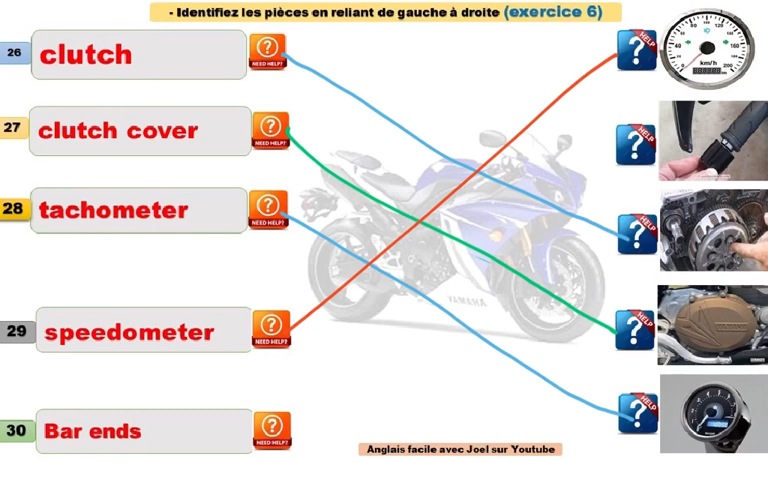 - Identifiez les pièces en reliant de gauche à droite (exercice 6)
26 clutch
NEED HELP?
HELP
km/h
27 clutch cover
NEED HELP?
HELP
28 tachometer
NEED HELP?
HELP
YAMAHA
29 speedometer
NEED HELP?
HELP
30 Bar ends
NEED HELP?
HELP
Anglais facile avec Joel sur Youtube